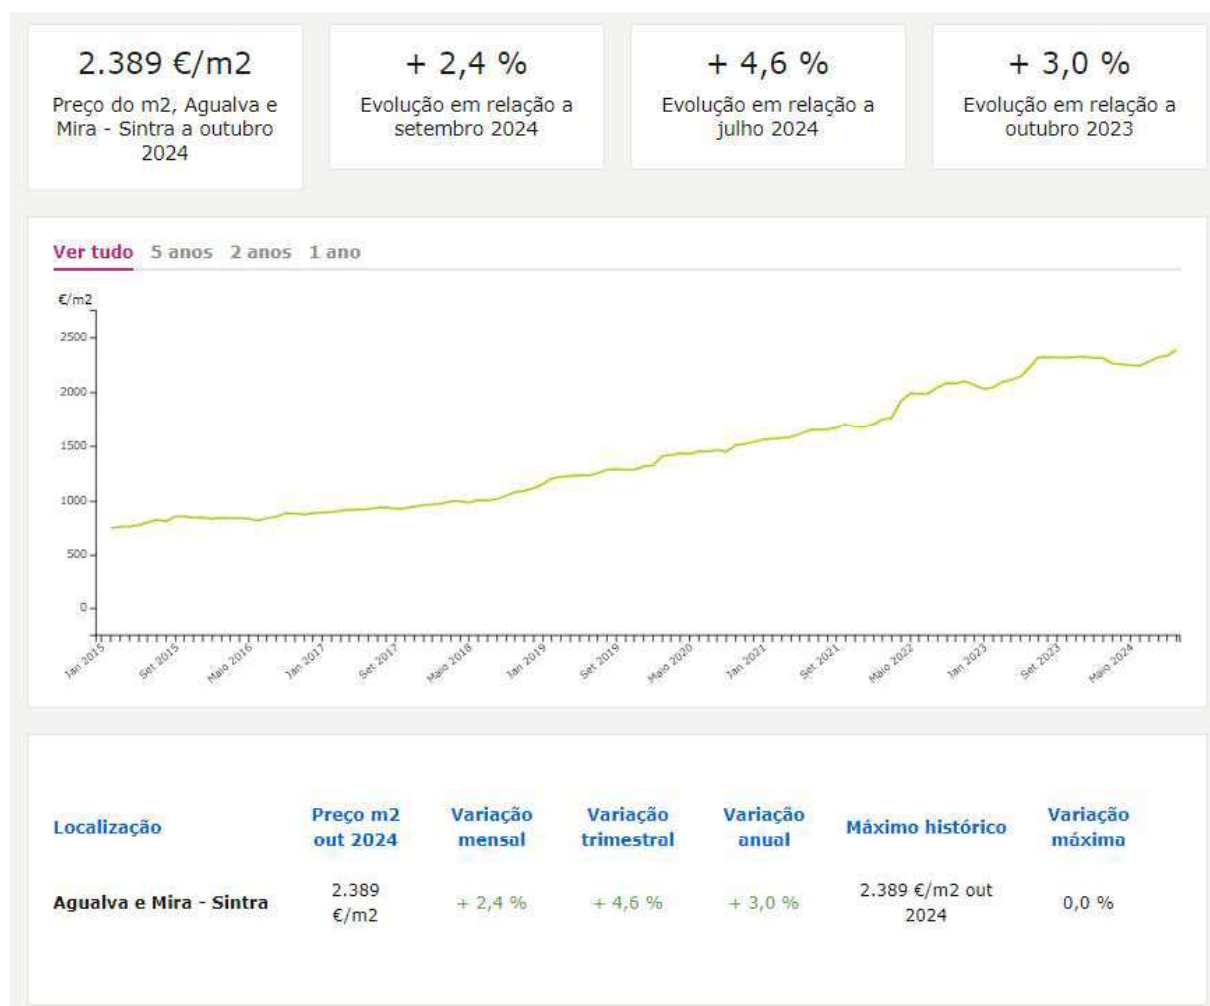 2.389 €/m2
Preço do m2, Agualva e
Mira - Sintra a outubro
2024
+ 2,4 %
Evolução em relação a
setembro 2024
+ 4,6 %
Evolução em relação a
julho 2024
+ 3,0 %
Evolução em relação a
outubro 2023
Ver tudo 5 anos 2 anos 1 ano
€/m2
2500
2000
1500
1000
500
0
Jan 2015 Set 2015 Maio 2016 Jan 2017 Set 2017 Maio 2018 Jan 2019 Set 2019 Maio 2020 Jan 2021 Set 2021 Maio 2022 Jan 2023 Set 2023 Maio 2024
Localização
Preço m2
out 2024
Variação
mensal
Variação
trimestral
Variação
anual
Máximo histórico
Variação
máxima
Agualva e Mira - Sintra
2.389
€/m2
+ 2,4 %
+ 4,6 %
+ 3,0 %
2.389 €/m2 out
2024
0,0 %